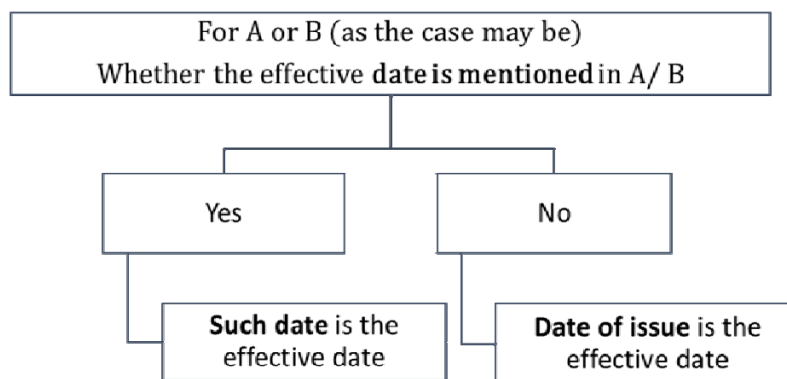 For A or B (as the case may be)
Whether the effective date is mentioned in A/ B
Yes
No
Such date is the
effective date
Date of issue is the
effective date